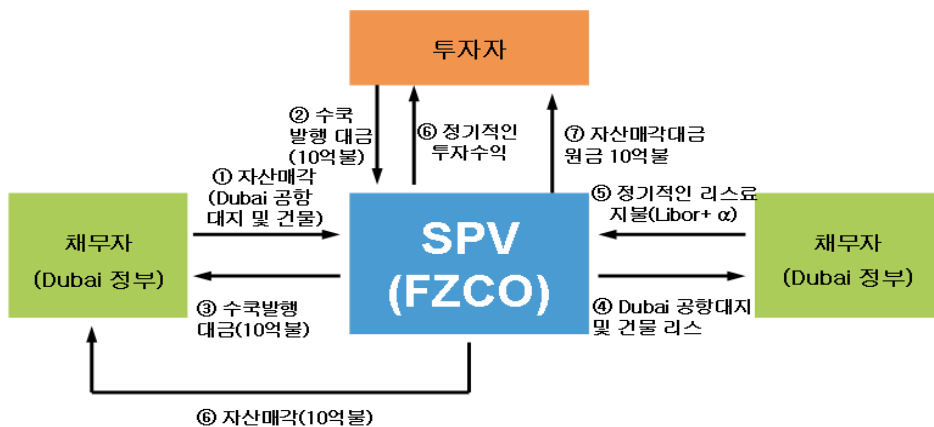 투자자
② 수쿡
발행 대금
(10억불)
⑥ 정기적인
투자수익
⑦ 자산매각대금
원금 10억불
① 자산매각
(Dubai 공항
대지 및 건물)
⑤ 정기적인 리스료
지불(Libor+ α)
채무자
(Dubai 정부)
SPV
(FZCO)
채무자
(Dubai 정부)
③ 수쿡발행
대금(10억불)
④ Dubai 공항대지
및 건물 리스
⑥ 자산매각(10억불)